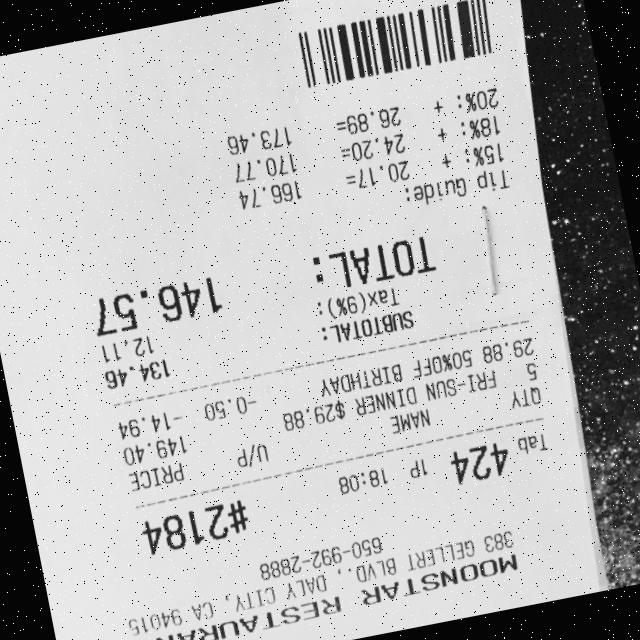 MOONSTAR RESTAURAN
383 GELLERT BLVD., DALY CITY, CA 94015
650-992-2888
Tab 424 1P 18:08 #2184
QTY NAME U/P PRICE
5 FRI-SUN DINNER $29.88 149.40
29.88 50%OFF BIRTHDAY -0.50 -14.94
SUBTOTAL: 134.46
Tax(9%): 12.11
TOTAL: 146.57
Tip Guide:
15%: + 20.17= 166.74
18%: + 24.20= 170.77
20%: + 26.89= 173.46